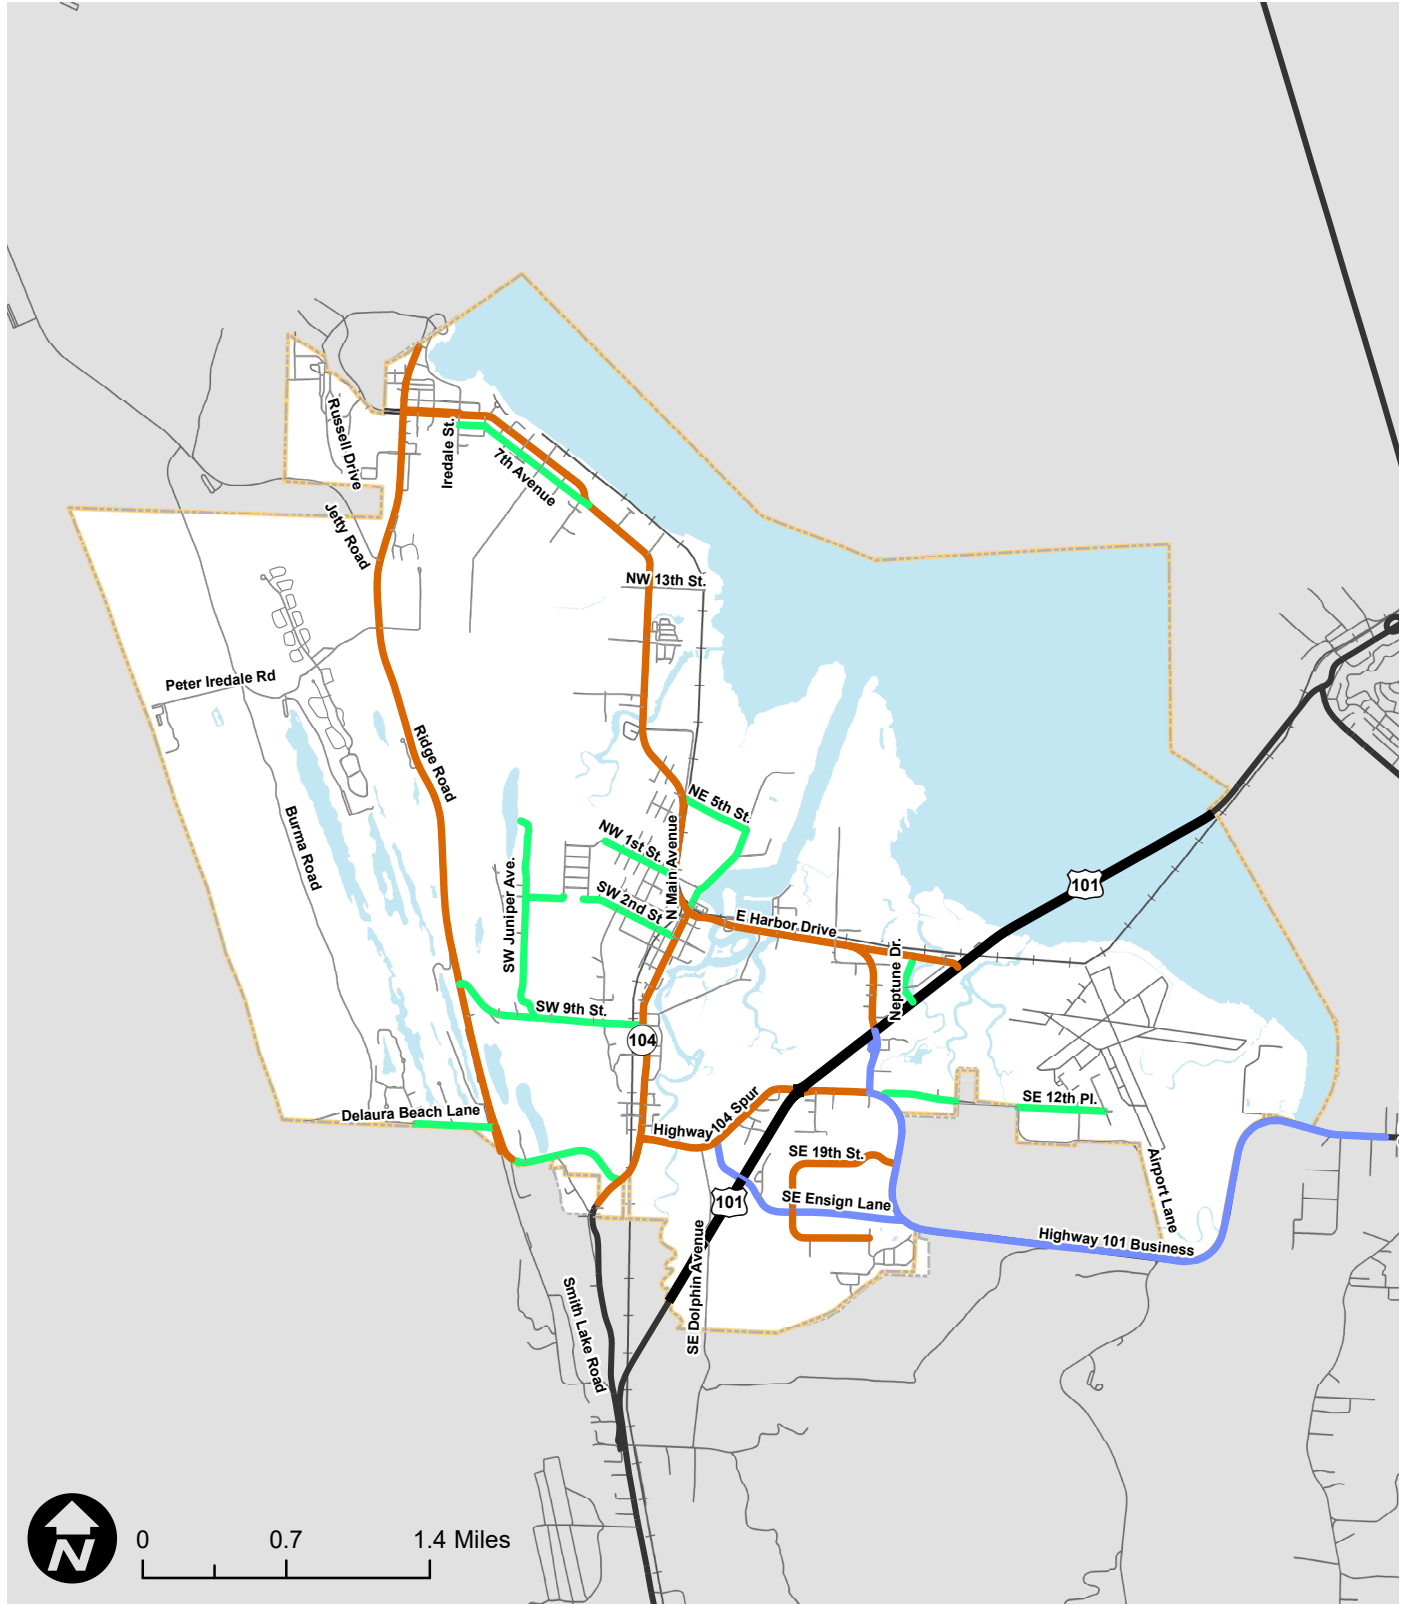 Russell Drive
Iredale St.
7th Avenue
Jetty Road
NW 13th St.
Peter Iredale Rd
Ridge Road
Burma Road
NE 5th St.
NW 1st St.
N Main Avenue
SW Juniper Ave.
SW 2nd St
101
E Harbor Drive
Neptune Dr.
SW 9th St.
104
Delaura Beach Lane
Highway 104 Spur
SE 12th Pl.
SE 19th St.
Airport Lane
101
SE Ensign Lane
Highway 101 Business
SE Dolphin Avenue
Smith Lake Road
N
0 0.7 1.4 Miles